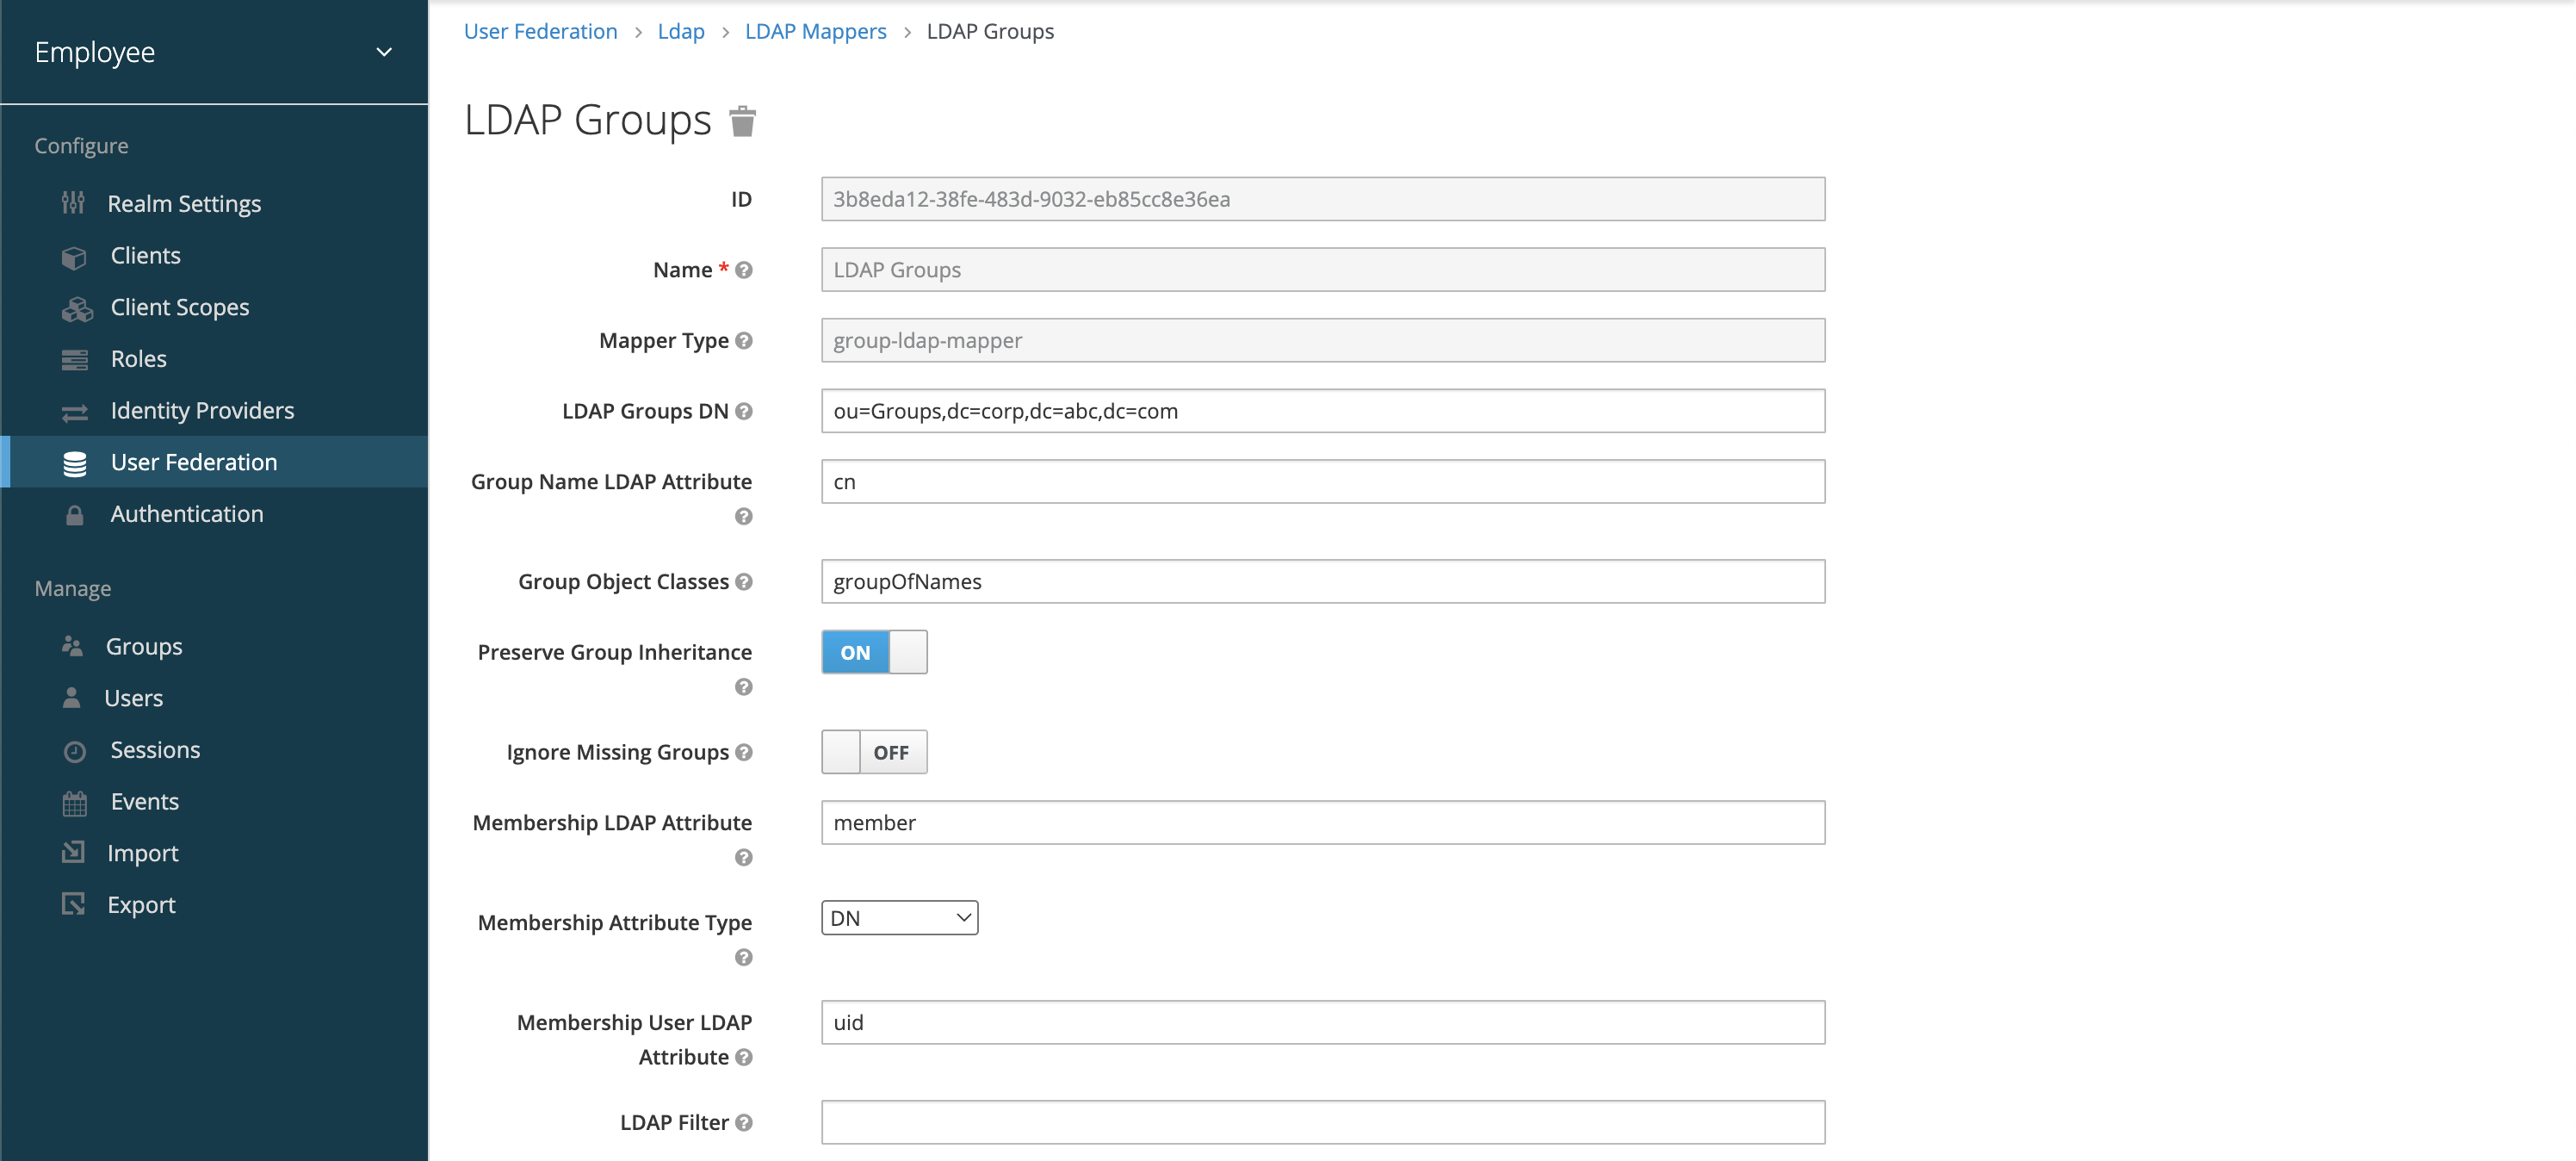 Employee
Configure
Realm Settings
Clients
Client Scopes
Roles
Identity Providers
User Federation
Authentication
Manage
Groups
Users
Sessions
Events
Import
Export
User Federation > Ldap > LDAP Mappers > LDAP Groups
LDAP Groups
ID 3b8eda12-38fe-483d-9032-eb85cc8e36ea
Name * LDAP Groups
Mapper Type group-ldap-mapper
LDAP Groups DN ou=Groups,dc=corp,dc=abc,dc=com
Group Name LDAP Attribute cn
Group Object Classes groupOfNames
Preserve Group Inheritance ON
Ignore Missing Groups OFF
Membership LDAP Attribute member
Membership Attribute Type DN
Membership User LDAP uid
Attribute
LDAP Filter